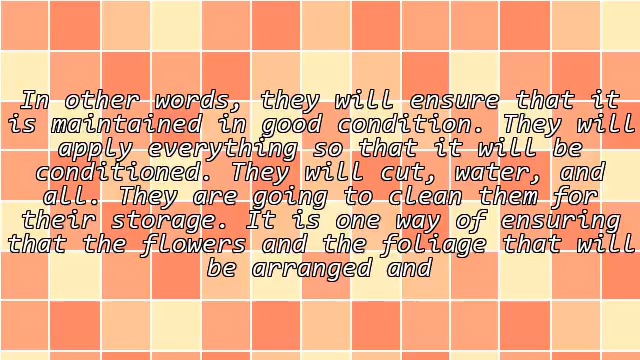 In other words, they will ensure that it
is maintained in good condition. They will
apply everything so that it will be
conditioned. They will cut, water, and
all. They are going to clean them for
their storage. It is one way of ensuring
that the flowers and the foliage that will
be arranged and